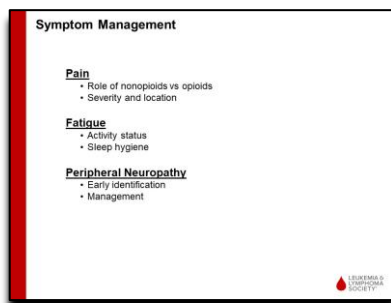 Symptom Management
Pain
• Role of nonopioids vs opioids
• Severity and location
Fatigue
• Activity status
• Sleep hygiene
Peripheral Neuropathy
• Early identification
• Management
LEUKEMIA &
LYMPHOMA
SOCIETY®